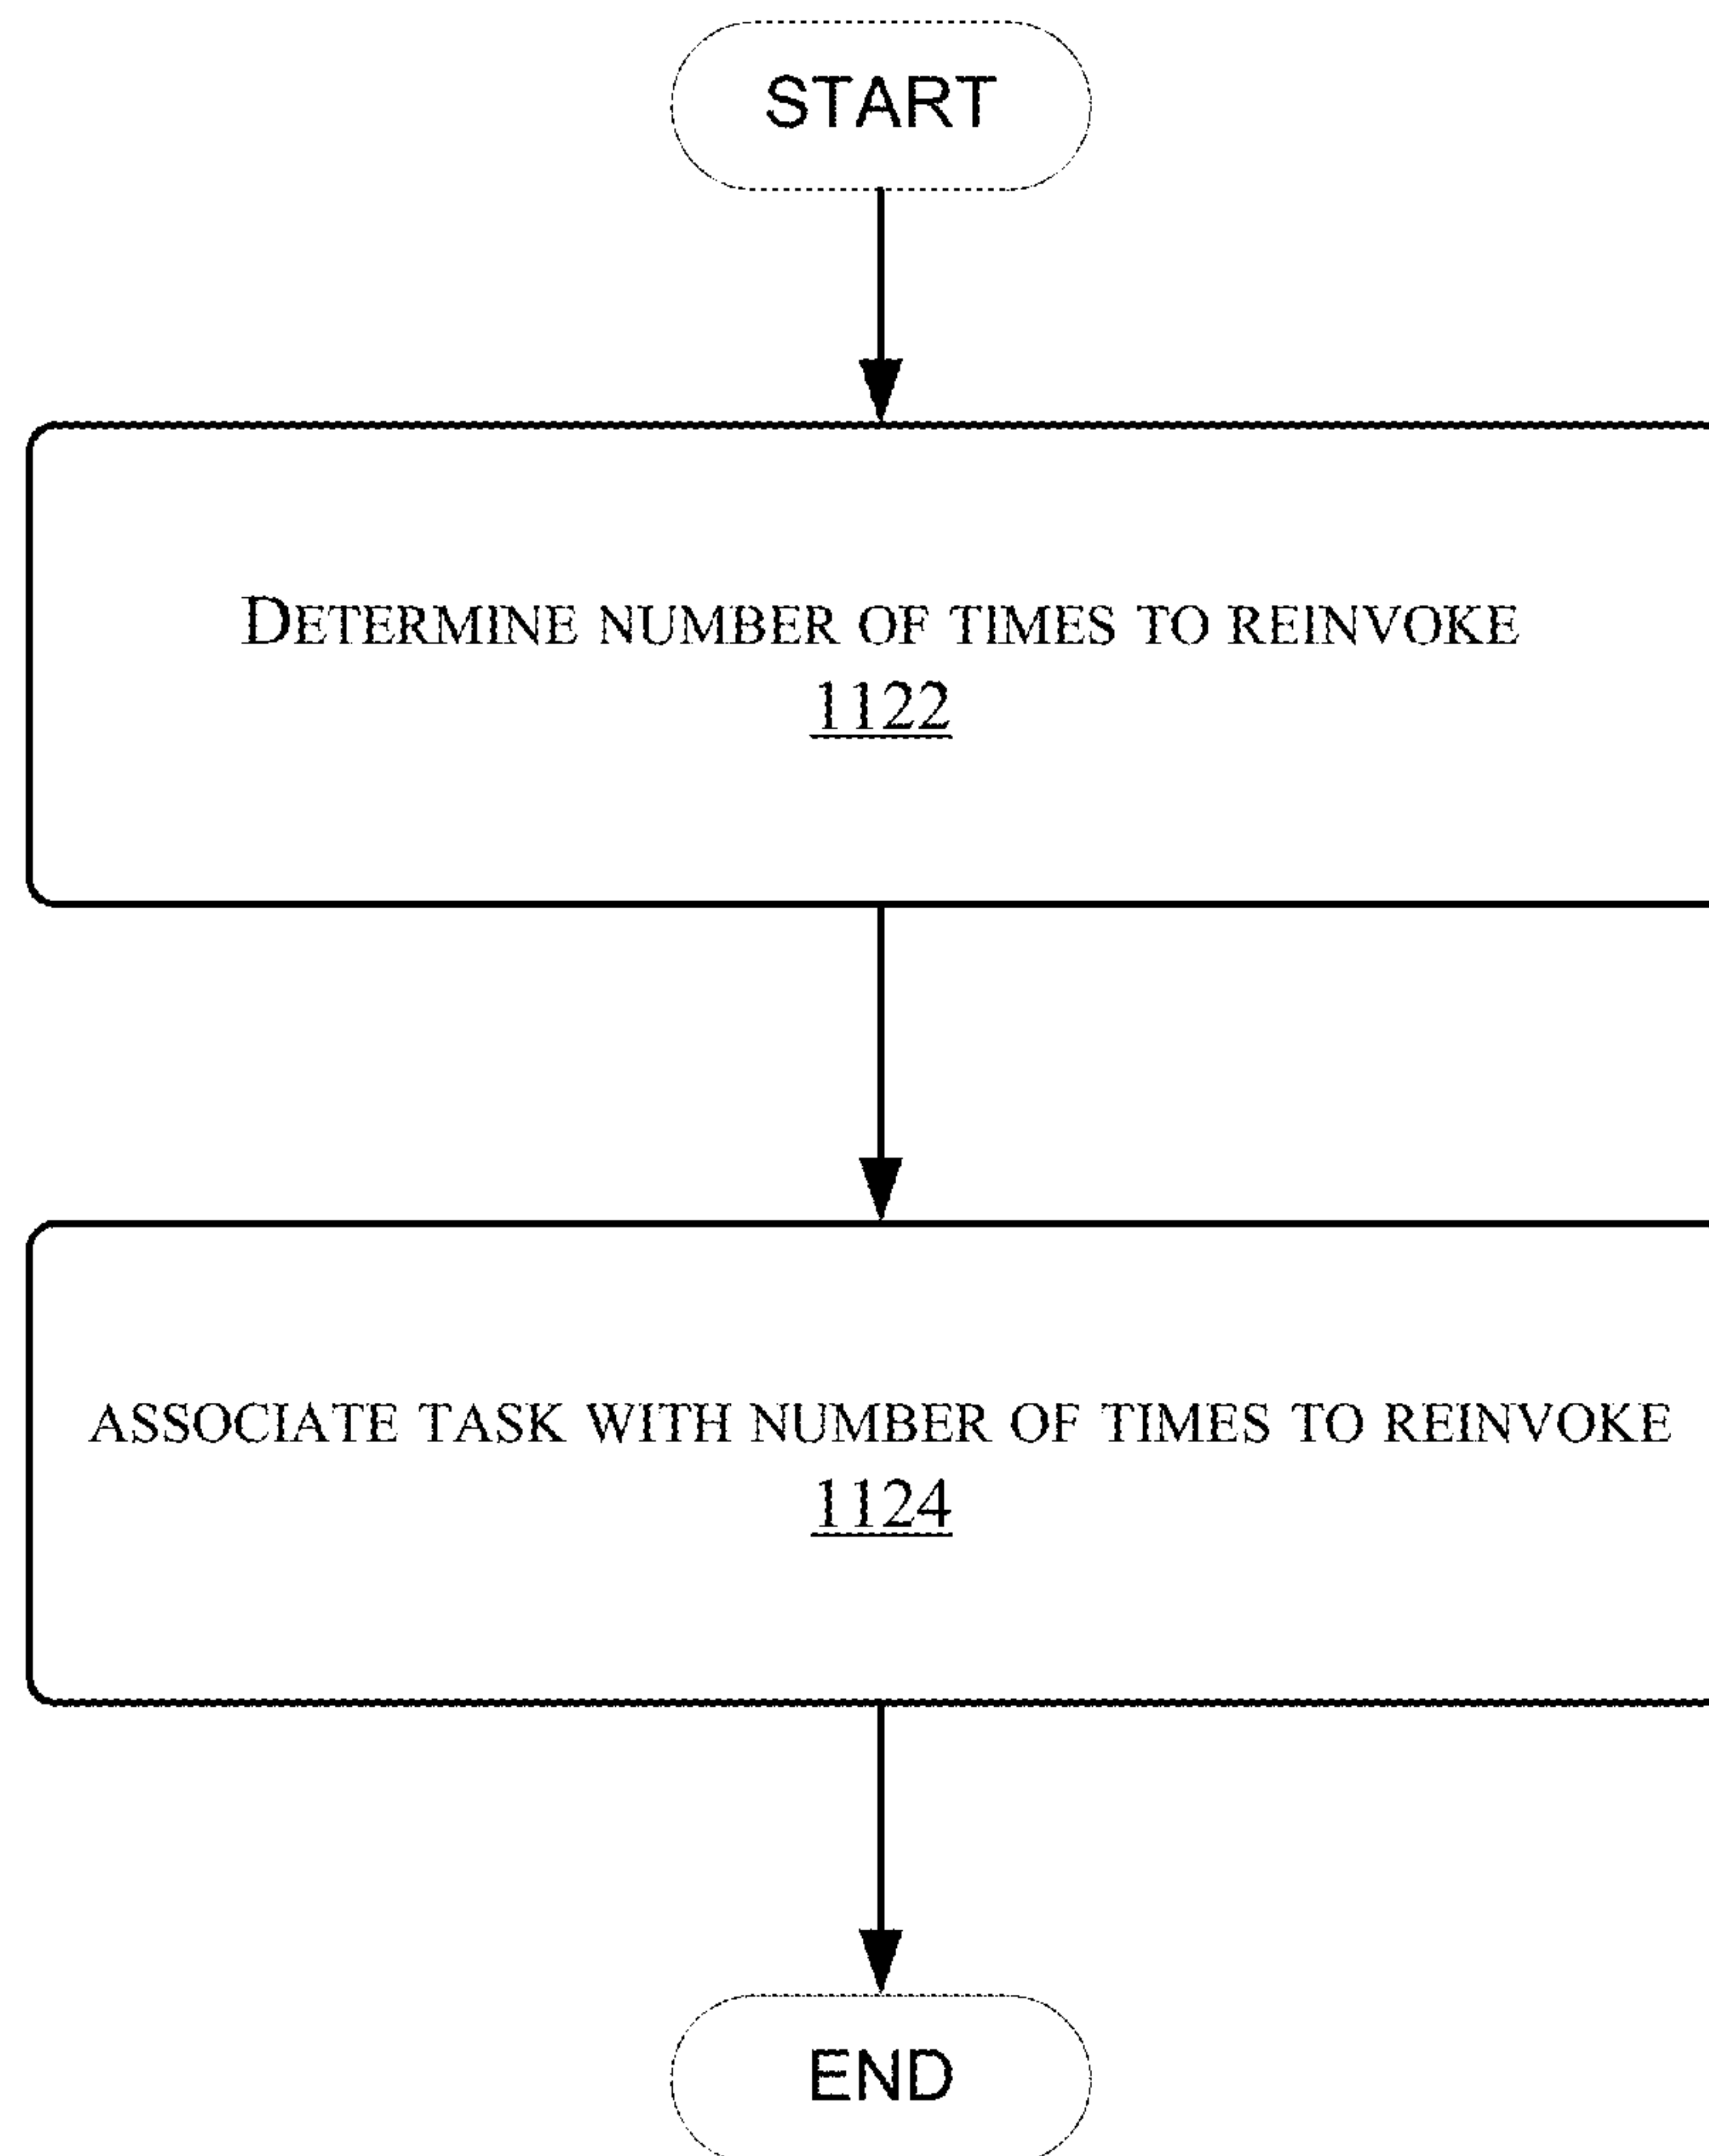 START
DETERMINE NUMBER OF TIMES TO REINVOKE
1122
ASSOCIATE TASK WITH NUMBER OF TIMES TO REINVOKE
1124
END